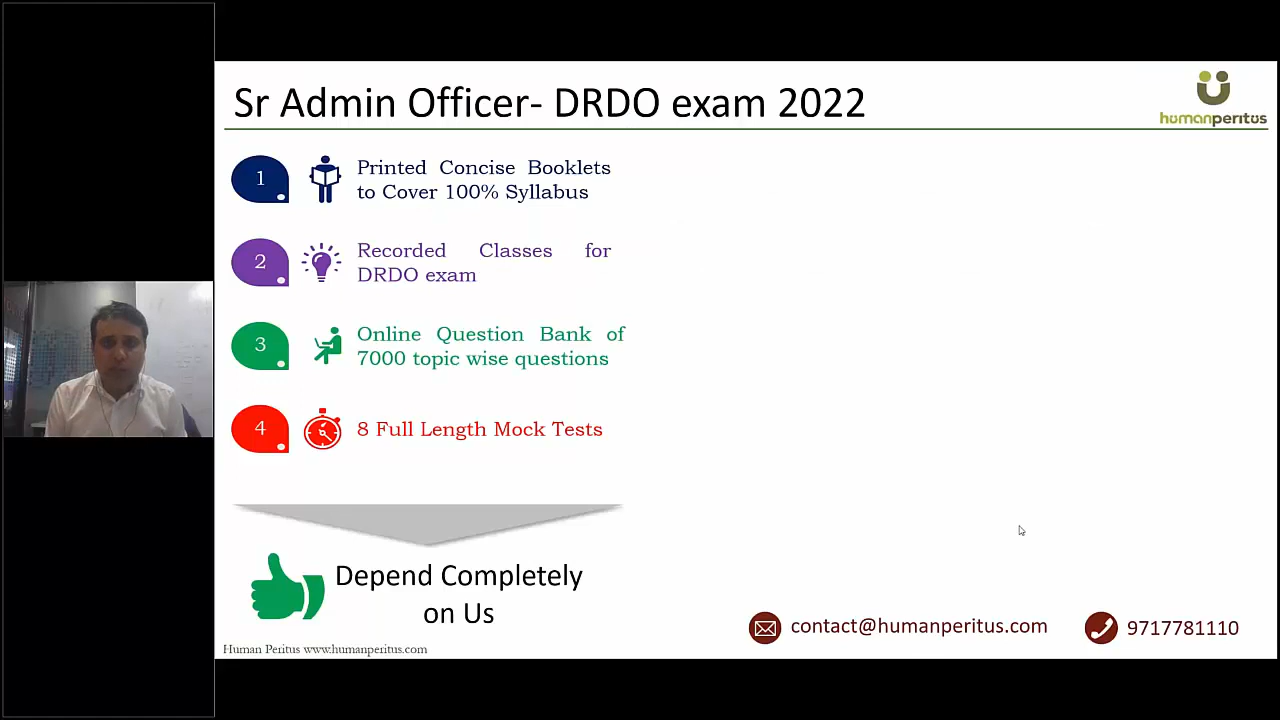 Sr Admin Officer- DRDO exam 2022
humanperitus
1
Printed Concise Booklets
to Cover 100% Syllabus
2
Recorded Classes for
DRDO exam
3
Online Question Bank of
7000 topic wise questions
4
8 Full Length Mock Tests
Depend Completely
on Us
contact@humanperitus.com
9717781110
Human Peritus www.humanperitus.com